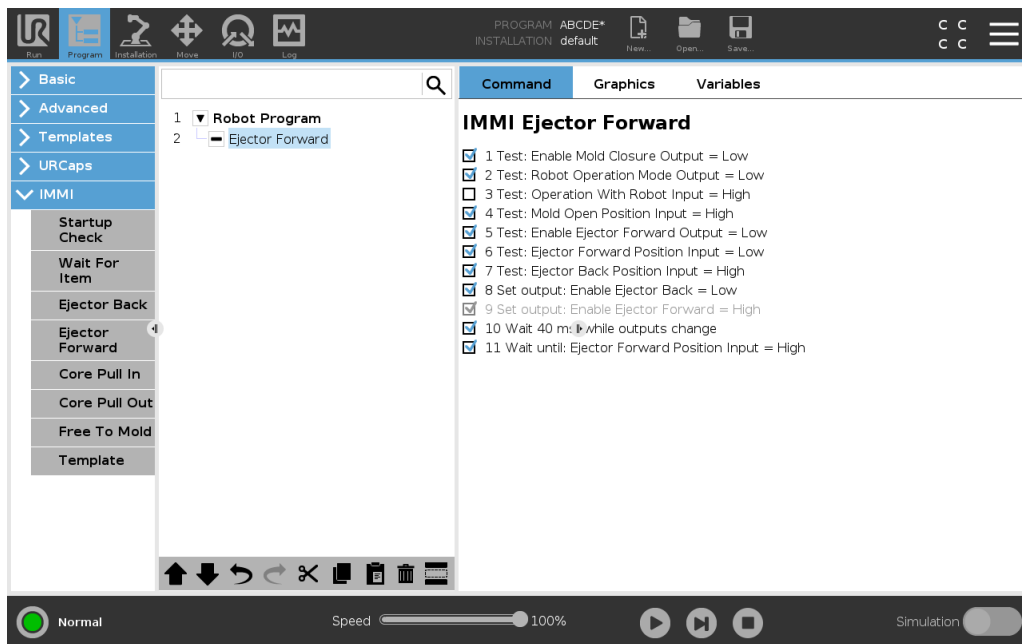 UR
PROGRAM ABCDE*
INSTALLATION default
Run Program Installation Move I/O Log New... Open... Save...
C C
C C
Basic
Advanced
Templates
URCaps
IMMI
Startup
Check
Wait For
Item
Ejector Back
Ejector
Forward
Core Pull In
Core Pull Out
Free To Mold
Template
1 Robot Program
2 Ejector Forward
Command Graphics Variables
IMMI Ejector Forward
1 Test: Enable Mold Closure Output = Low
2 Test: Robot Operation Mode Output = Low
3 Test: Operation With Robot Input = High
4 Test: Mold Open Position Input = High
5 Test: Enable Ejector Forward Output = Low
6 Test: Ejector Forward Position Input = Low
7 Test: Ejector Back Position Input = High
8 Set output: Enable Ejector Back = Low
9 Set output: Enable Ejector Forward = High
10 Wait 40 ms while outputs change
11 Wait until: Ejector Forward Position Input = High
Normal
Speed 100%
Simulation